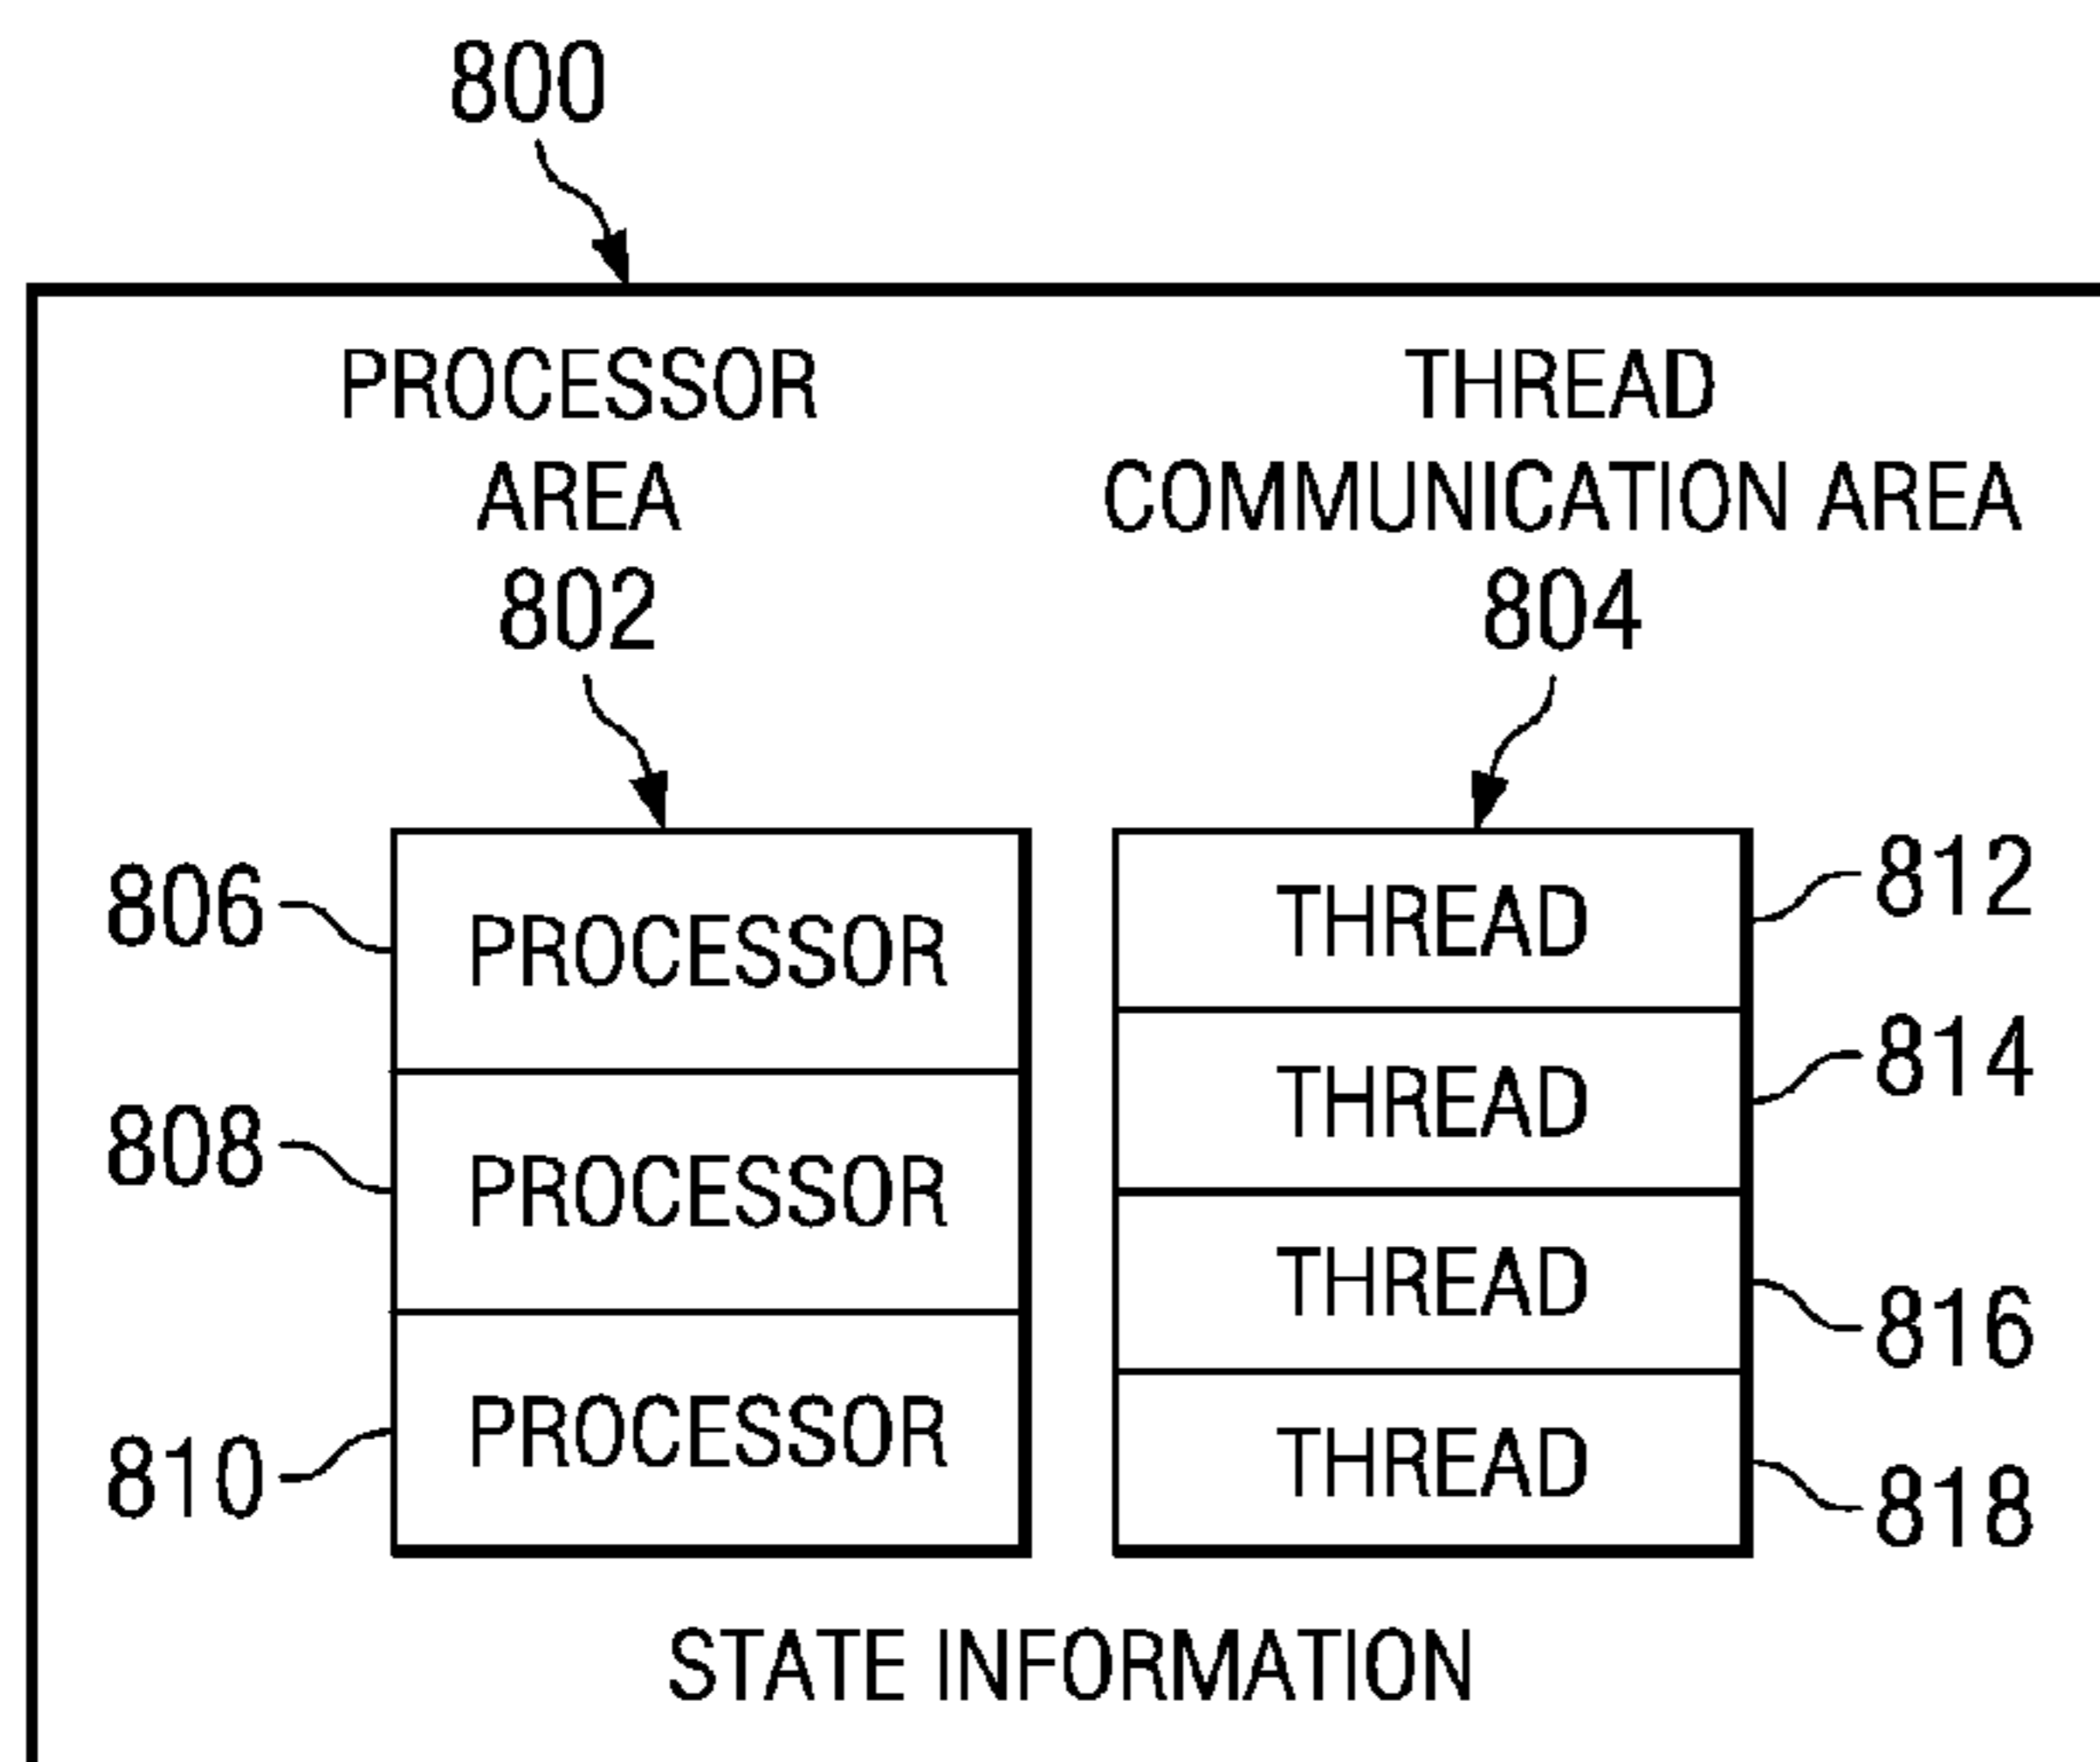 800
PROCESSOR
AREA
802
THREAD
COMMUNICATION AREA
804
806
PROCESSOR
808
PROCESSOR
810
PROCESSOR
THREAD
812
THREAD
814
THREAD
816
THREAD
818
STATE INFORMATION